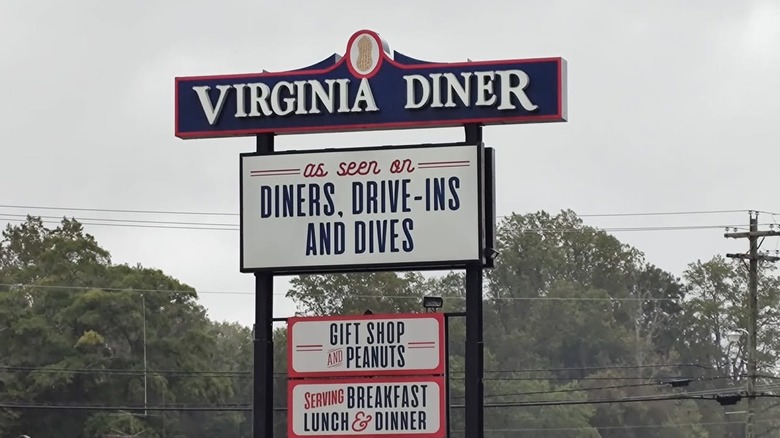 VIRGINIA DINER
as seen on
DINERS, DRIVE-INS
AND DIVES
GIFT SHOP
AND PEANUTS
SERVING BREAKFAST
LUNCH & DINNER